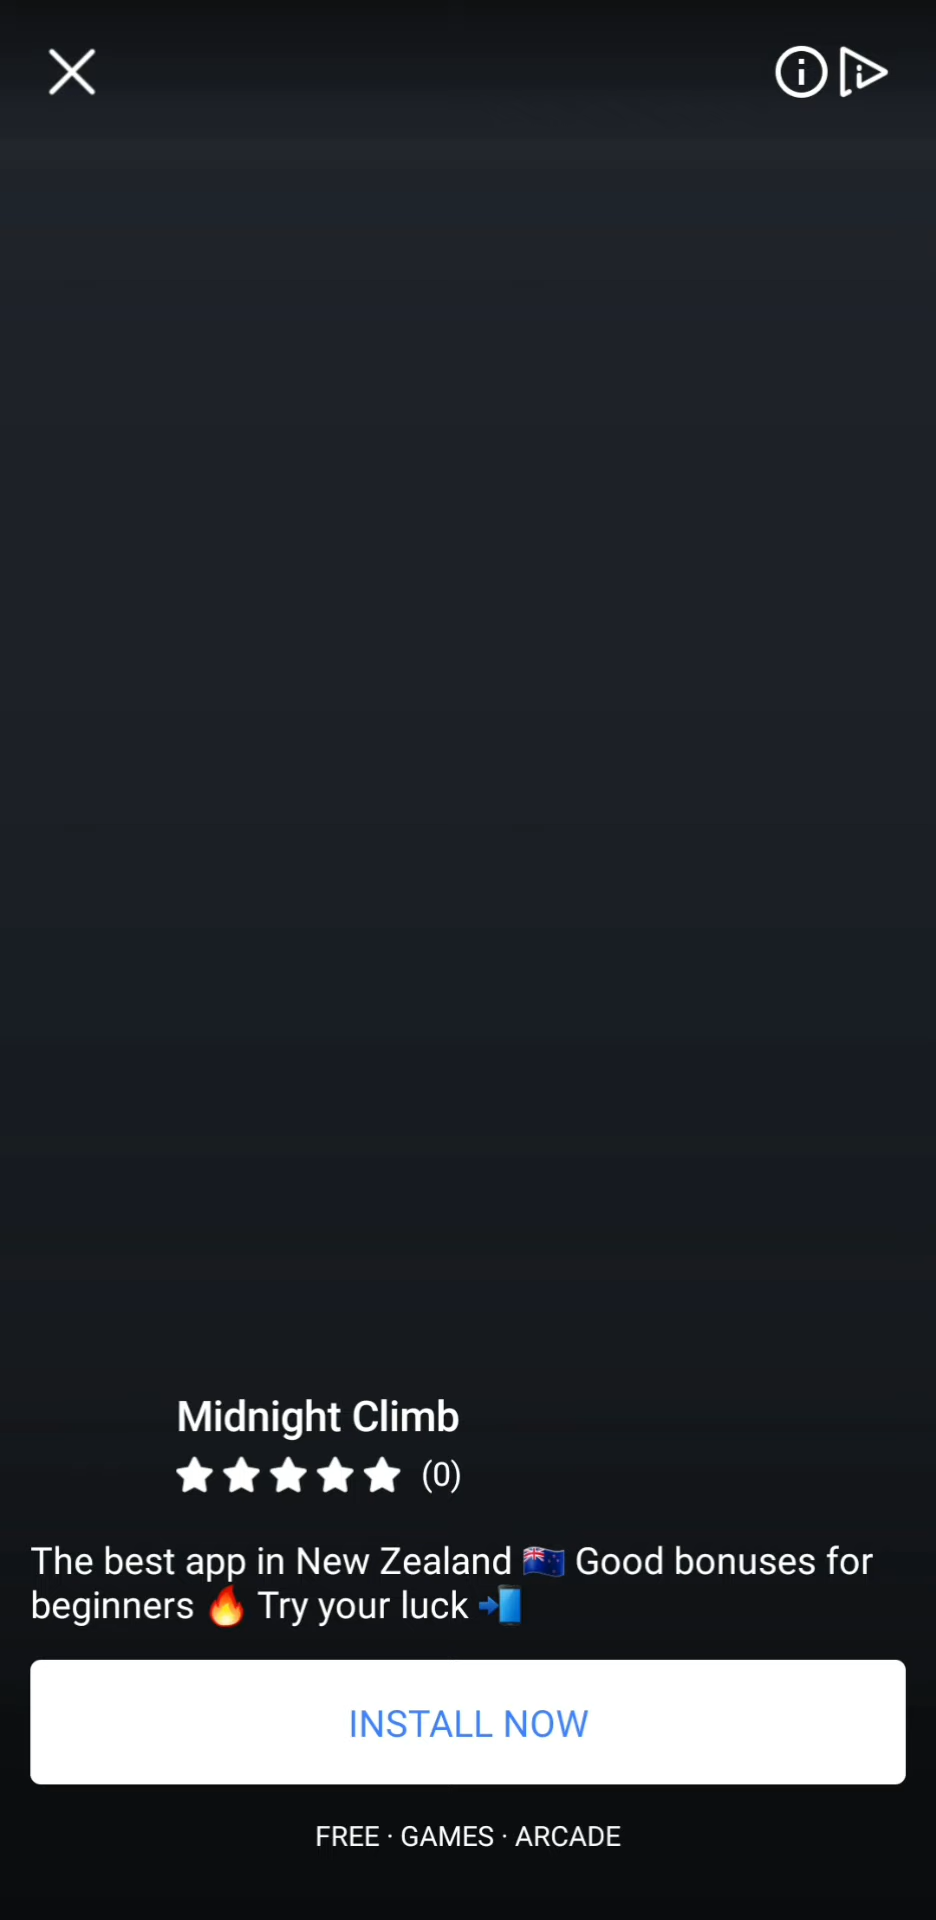 Midnight Climb
(0)
The best app in New Zealand 🇳🇿 Good bonuses for
beginners 🔥 Try your luck 📲
INSTALL NOW
FREE · GAMES · ARCADE